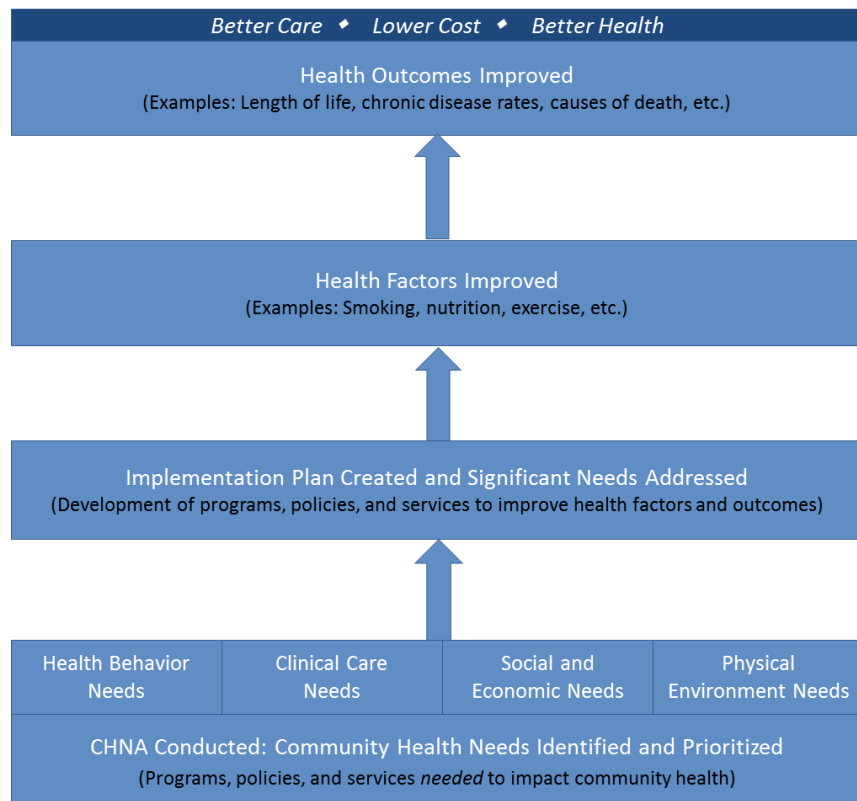 Better Care ◆ Lower Cost ◆ Better Health
Health Outcomes Improved
(Examples: Length of life, chronic disease rates, causes of death, etc.)
Health Factors Improved
(Examples: Smoking, nutrition, exercise, etc.)
Implementation Plan Created and Significant Needs Addressed
(Development of programs, policies, and services to improve health factors and outcomes)
Health Behavior
Needs
Clinical Care
Needs
Social and
Economic Needs
Physical
Environment Needs
CHNA Conducted: Community Health Needs Identified and Prioritized
(Programs, policies, and services needed to impact community health)